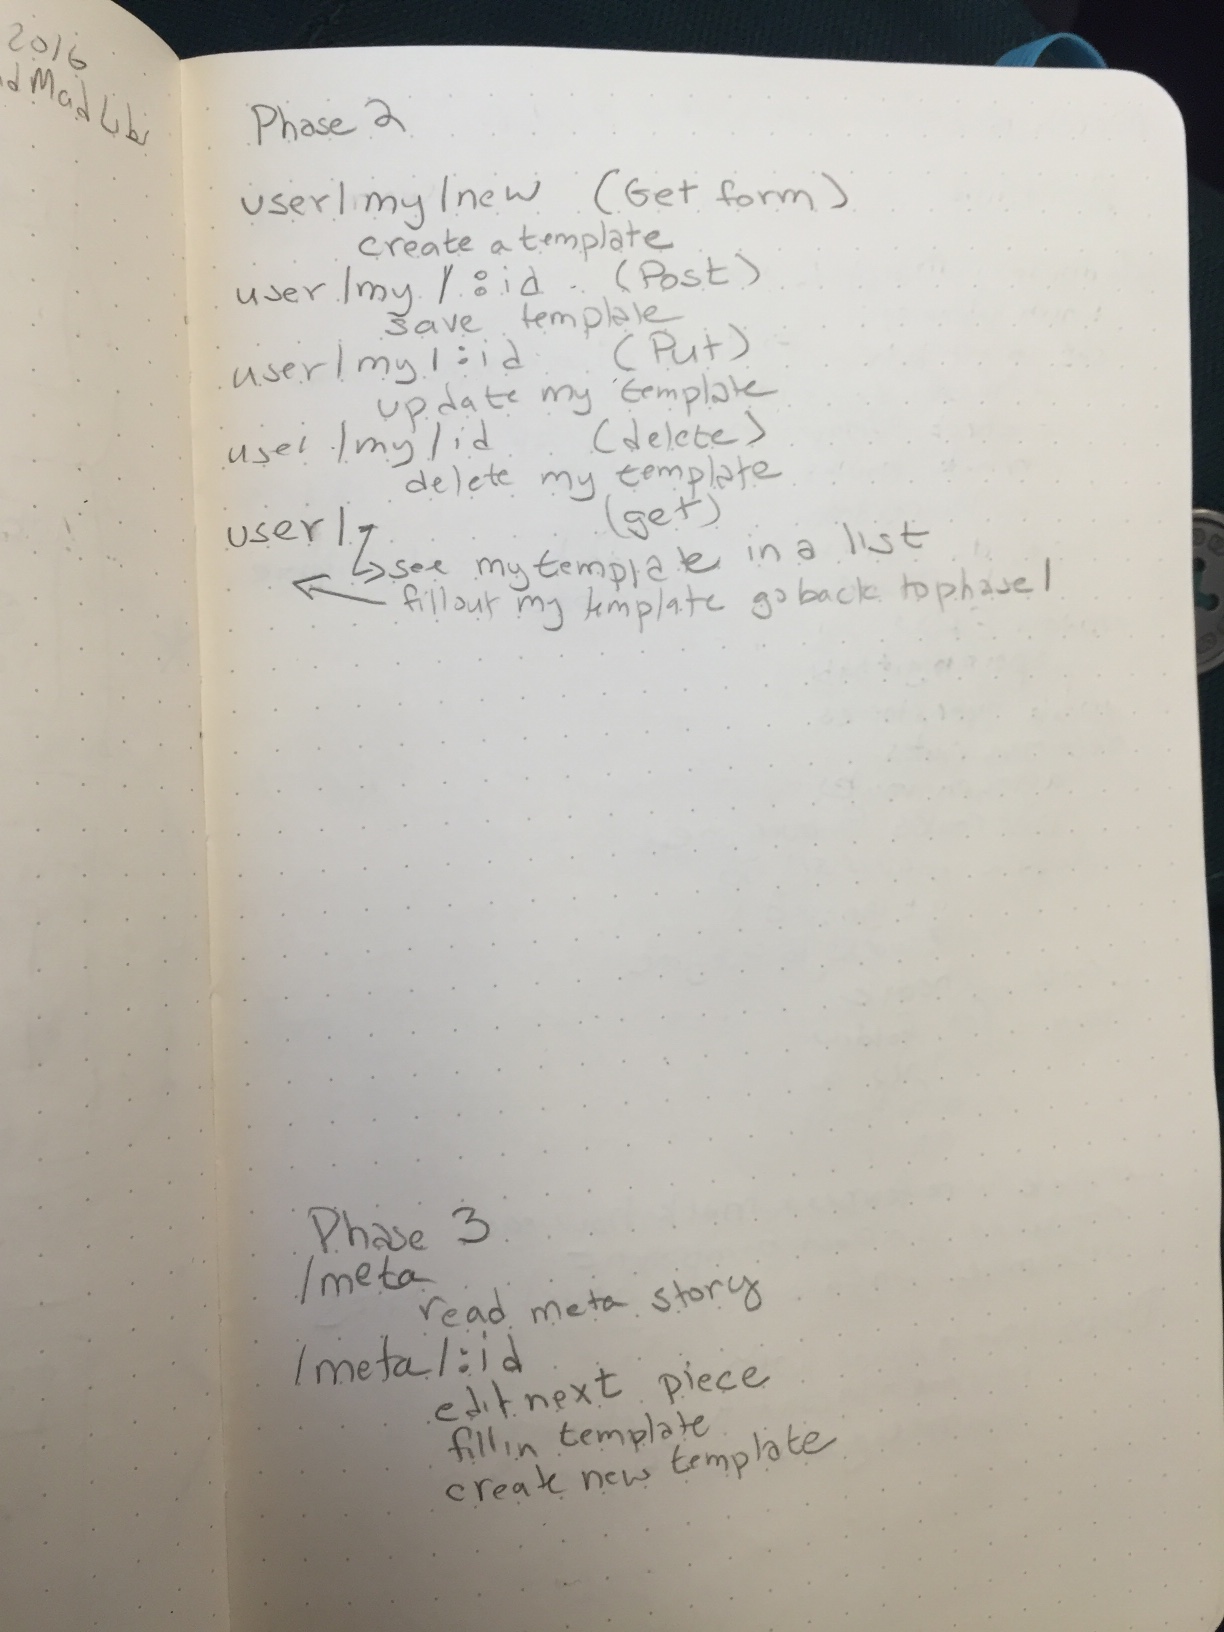 2016
d Mad Libs
Phase 2
user/my/new (Get form)
create a template
user/my/:id (Post)
save template
user/my/:id (Put)
update my template
user/my/id (delete)
delete my template
user/ (get)
see my template in a list
fill out my template go back to phase 1
Phase 3
/meta
read meta story
/meta/:id
edit next piece
fill in template
create new template